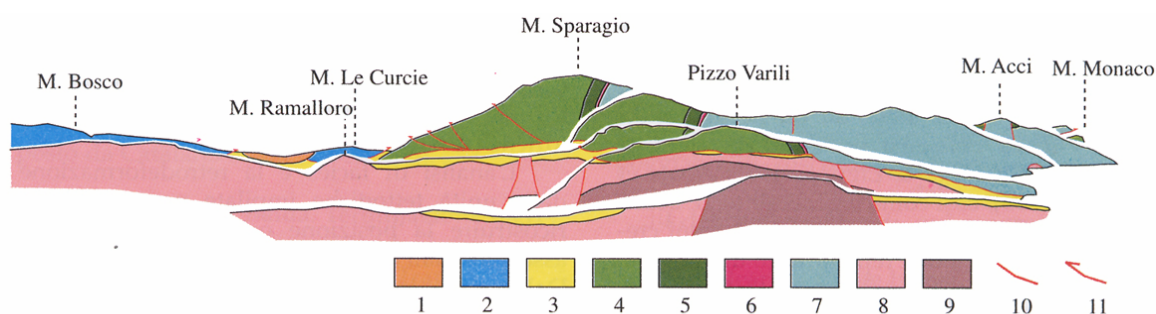 M. Sparagio
M. Bosco
M. Le Curcie
Pizzo Varili
M. Acci
M. Monaco
M. Ramalloro
1 2 3 4 5 6 7 8 9 10 11